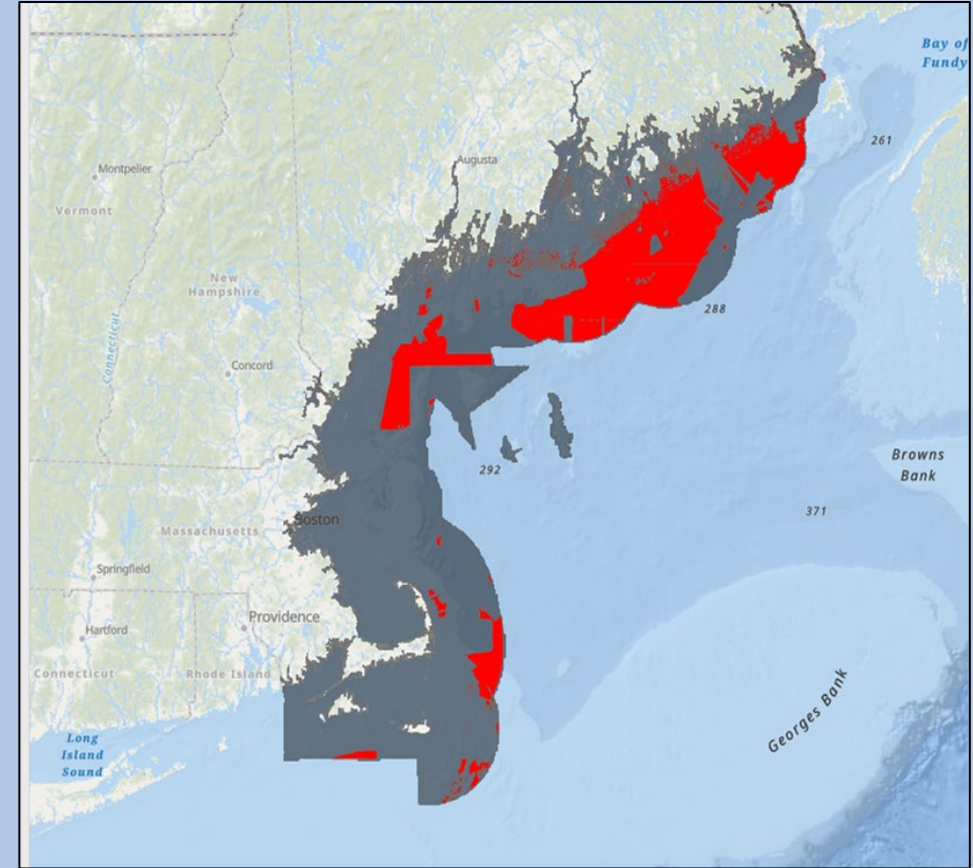 Bay of
Fundy
261
Augusta
Montpelier
Vermont
New
Hampshire
288
Connecticut
Concord
Browns
Bank
292
371
Boston
Massachusetts
Springfield
Providence
Hartford
Connecticut
Rhode Island
Georges Bank
Long
Island
Sound